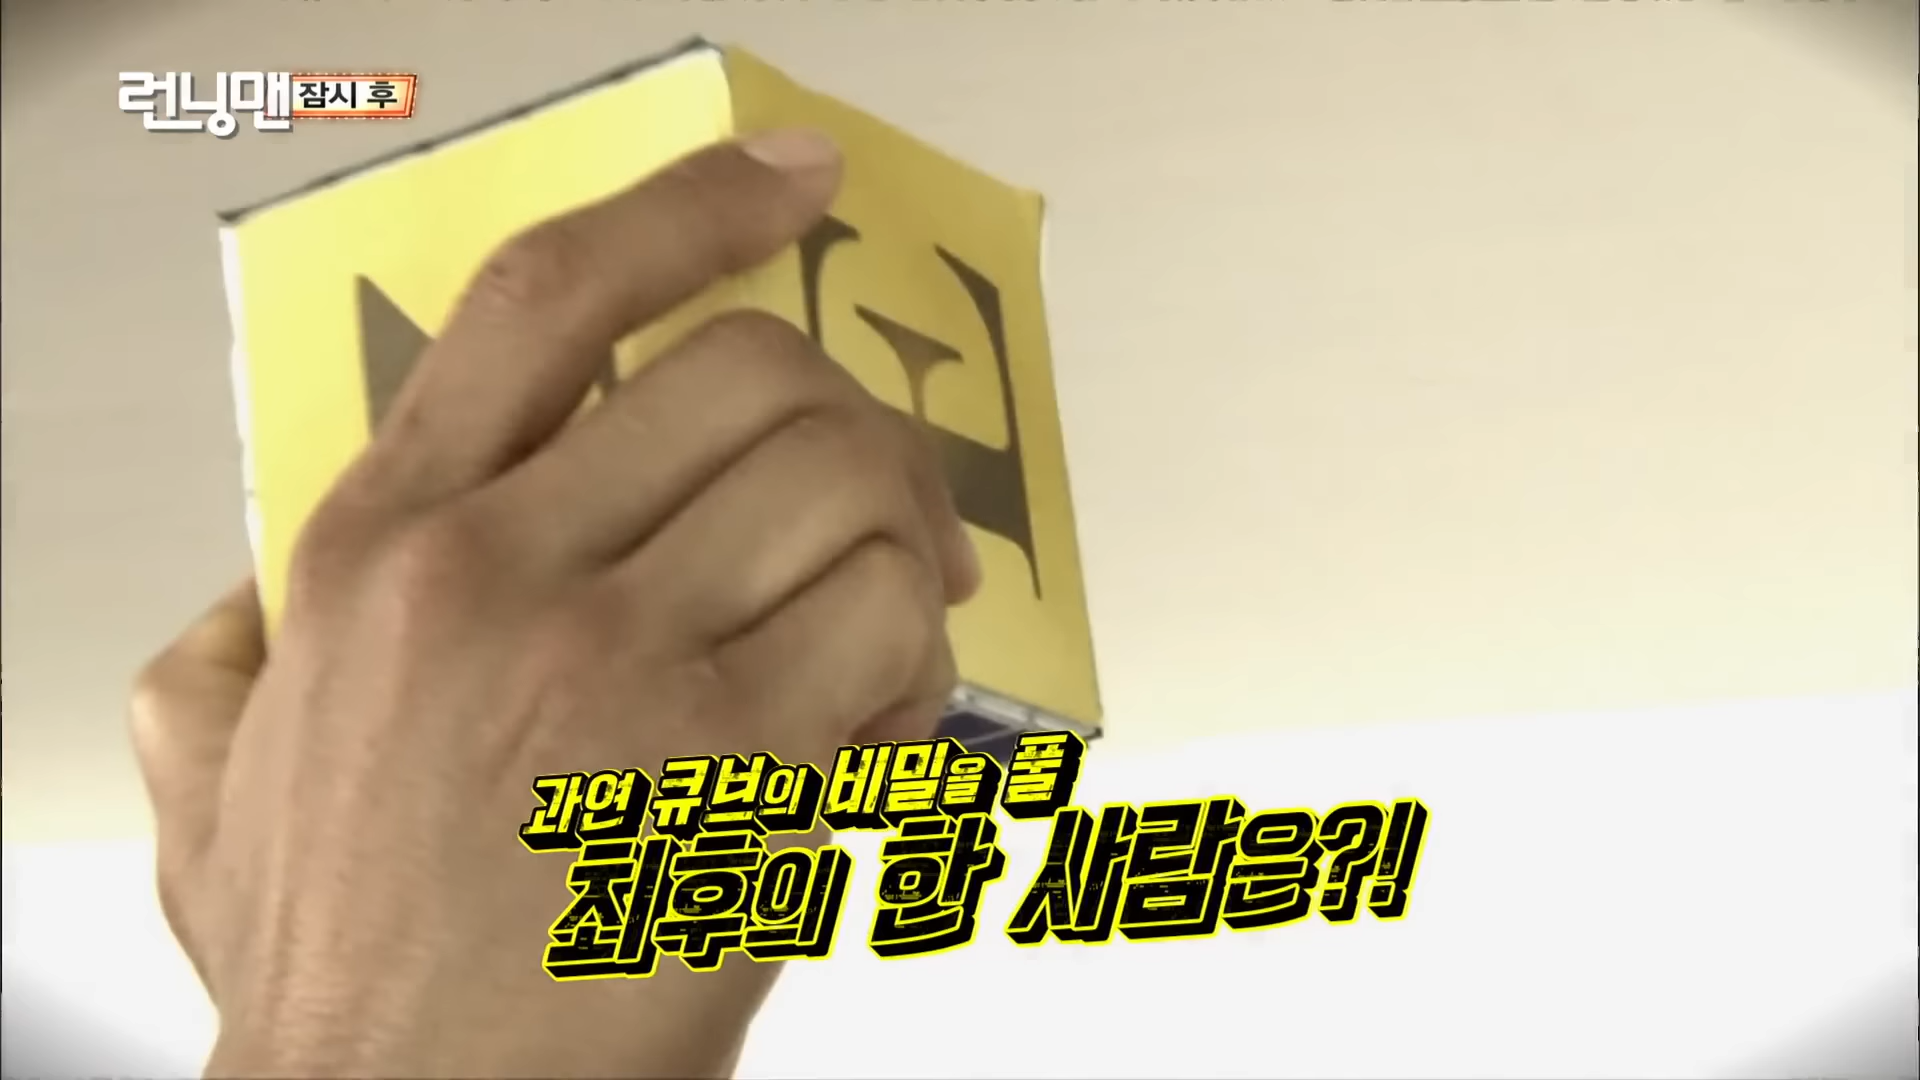 런닝맨 잠시 후
과연 큐브의 비밀을 풀
최후의 한 사람은?!